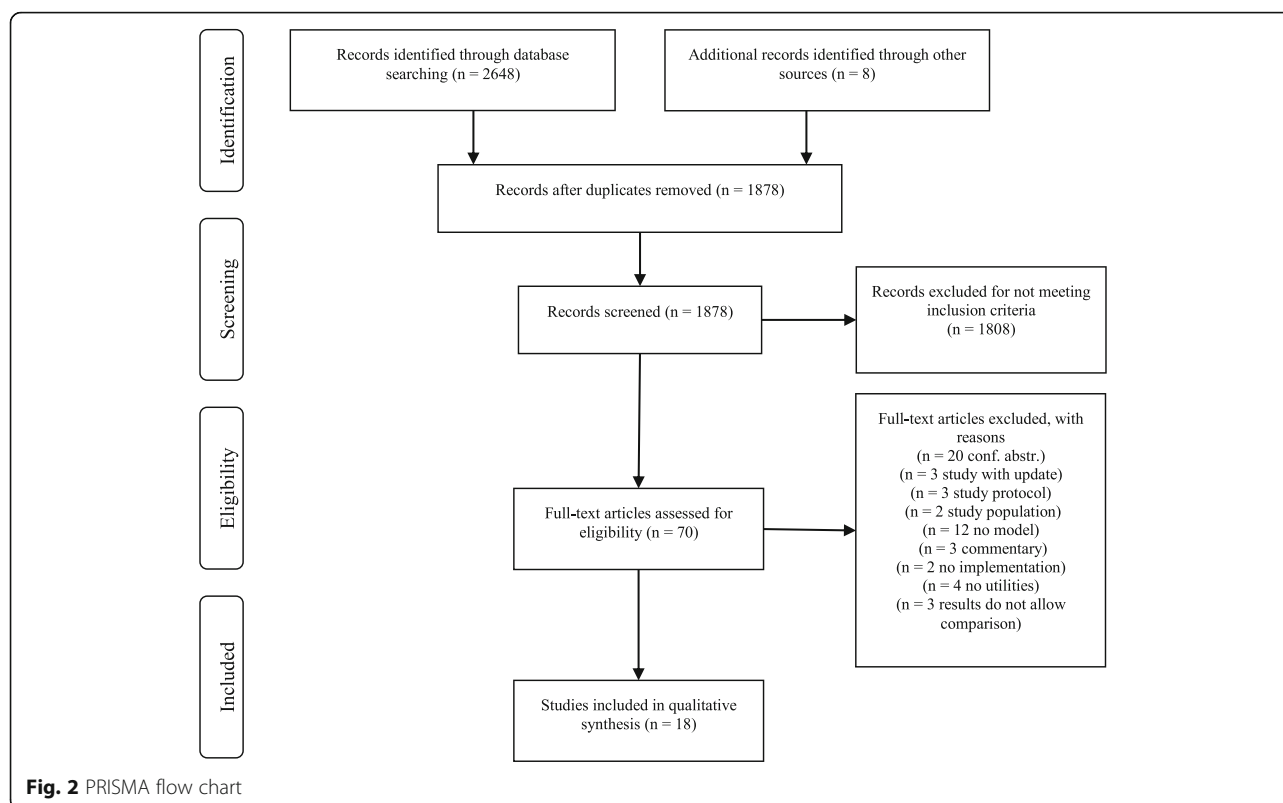 Identification
Records identified through database
searching (n = 2648)
Additional records identified through other
sources (n = 8)
Records after duplicates removed (n = 1878)
Screening
Records screened (n = 1878)
Records excluded for not meeting
inclusion criteria
(n = 1808)
Eligibility
Full-text articles assessed for
eligibility (n = 70)
Full-text articles excluded, with
reasons
(n = 20 conf. abstr.)
(n = 3 study with update)
(n = 3 study protocol)
(n = 2 study population)
(n = 12 no model)
(n = 3 commentary)
(n = 2 no implementation)
(n = 4 no utilities)
(n = 3 results do not allow
comparison)
Included
Studies included in qualitative
synthesis (n = 18)
Fig. 2 PRISMA flow chart